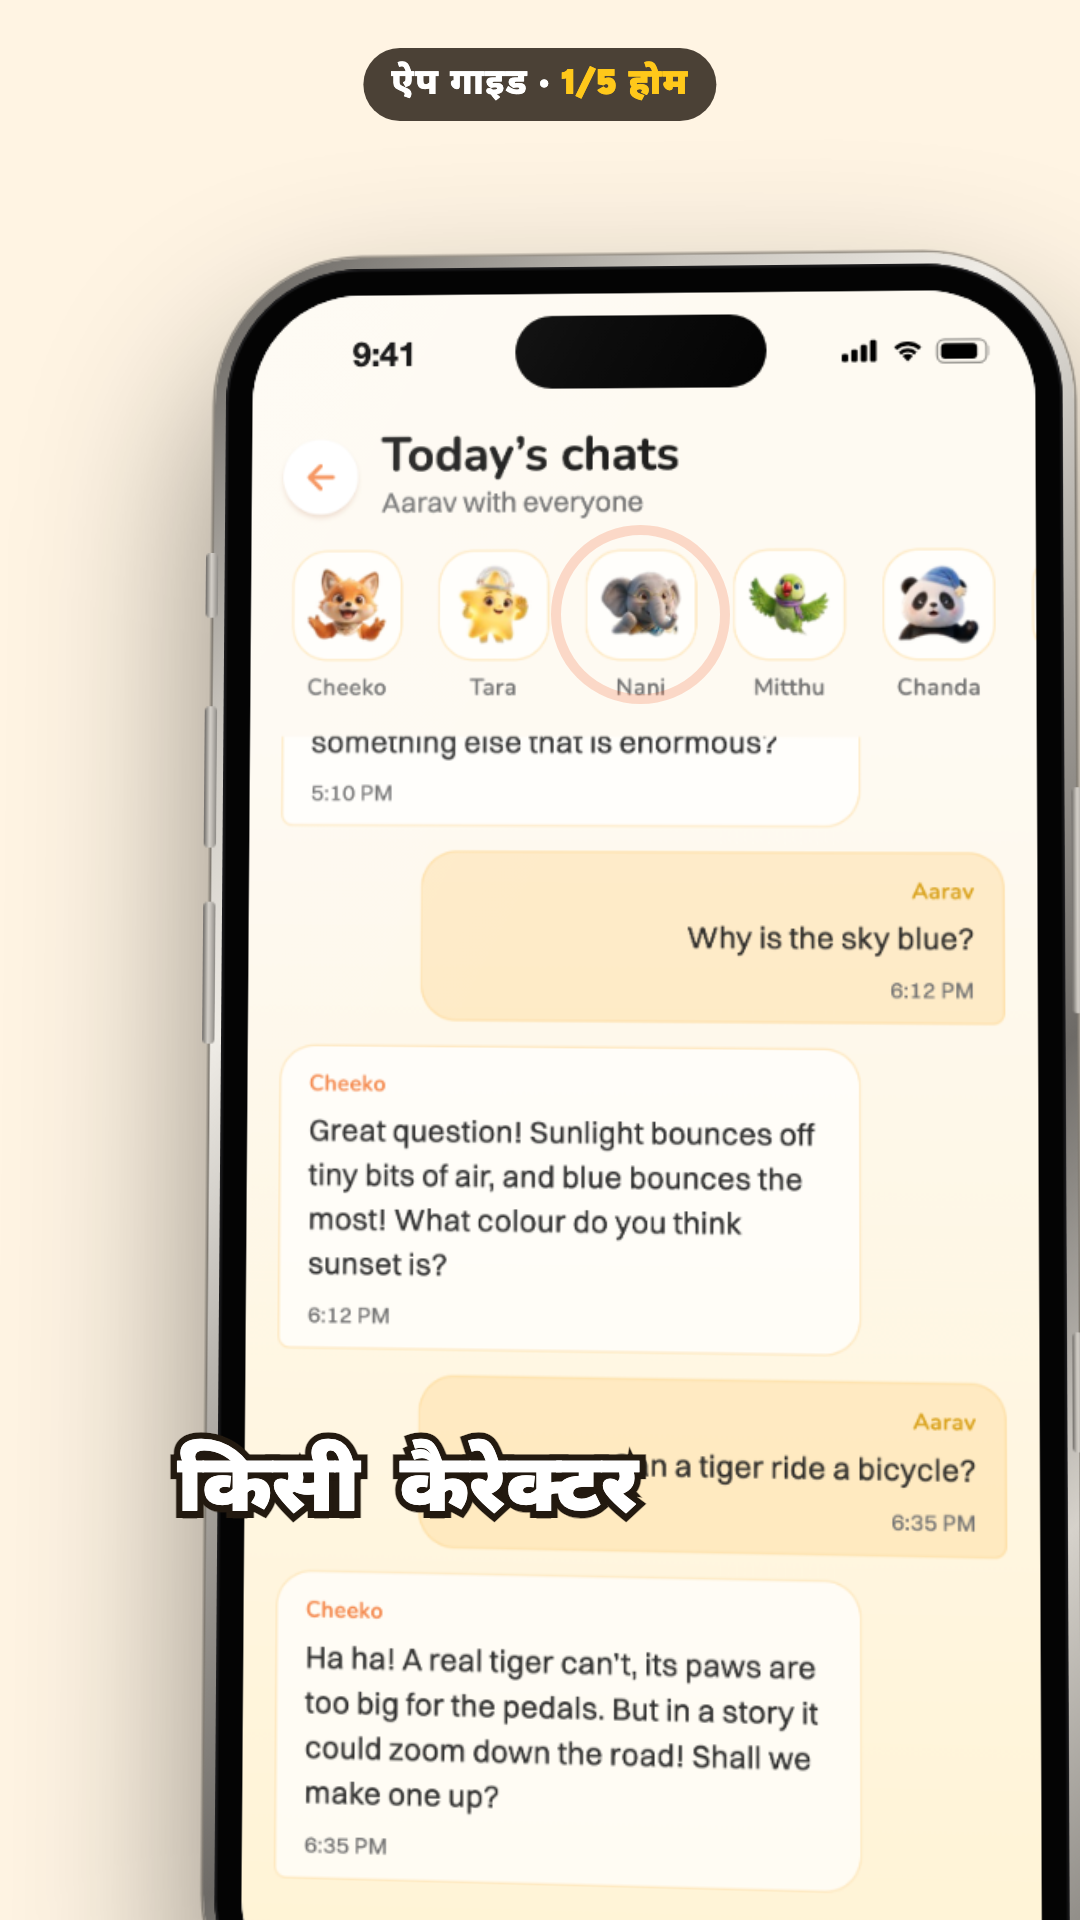 ऐप गाइड • 1/5 होम
9:41
Today's chats
Aarav with everyone
Cheeko
Tara
Nani
Mitthu
Chanda
something else that is enormous?
5:10 PM
Aarav
Why is the sky blue?
6:12 PM
Cheeko
Great question! Sunlight bounces off
tiny bits of air, and blue bounces the
most! What colour do you think
sunset is?
6:12 PM
Aarav
a tiger ride a bicycle?
6:35 PM
किसी कैरेक्टर
Cheeko
Ha ha! A real tiger can't, its paws are
too big for the pedals. But in a story it
could zoom down the road! Shall we
make one up?
6:35 PM